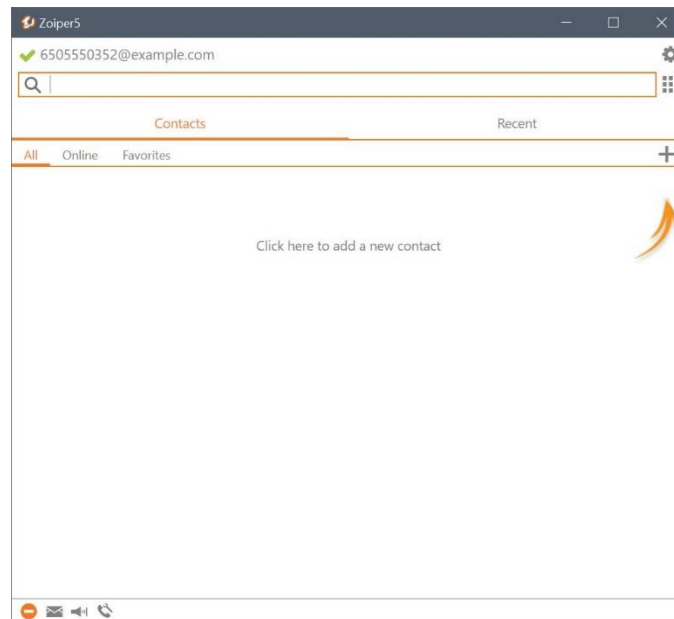 Zoiper5
6505550352@example.com
Contacts Recent
All Online Favorites
Click here to add a new contact